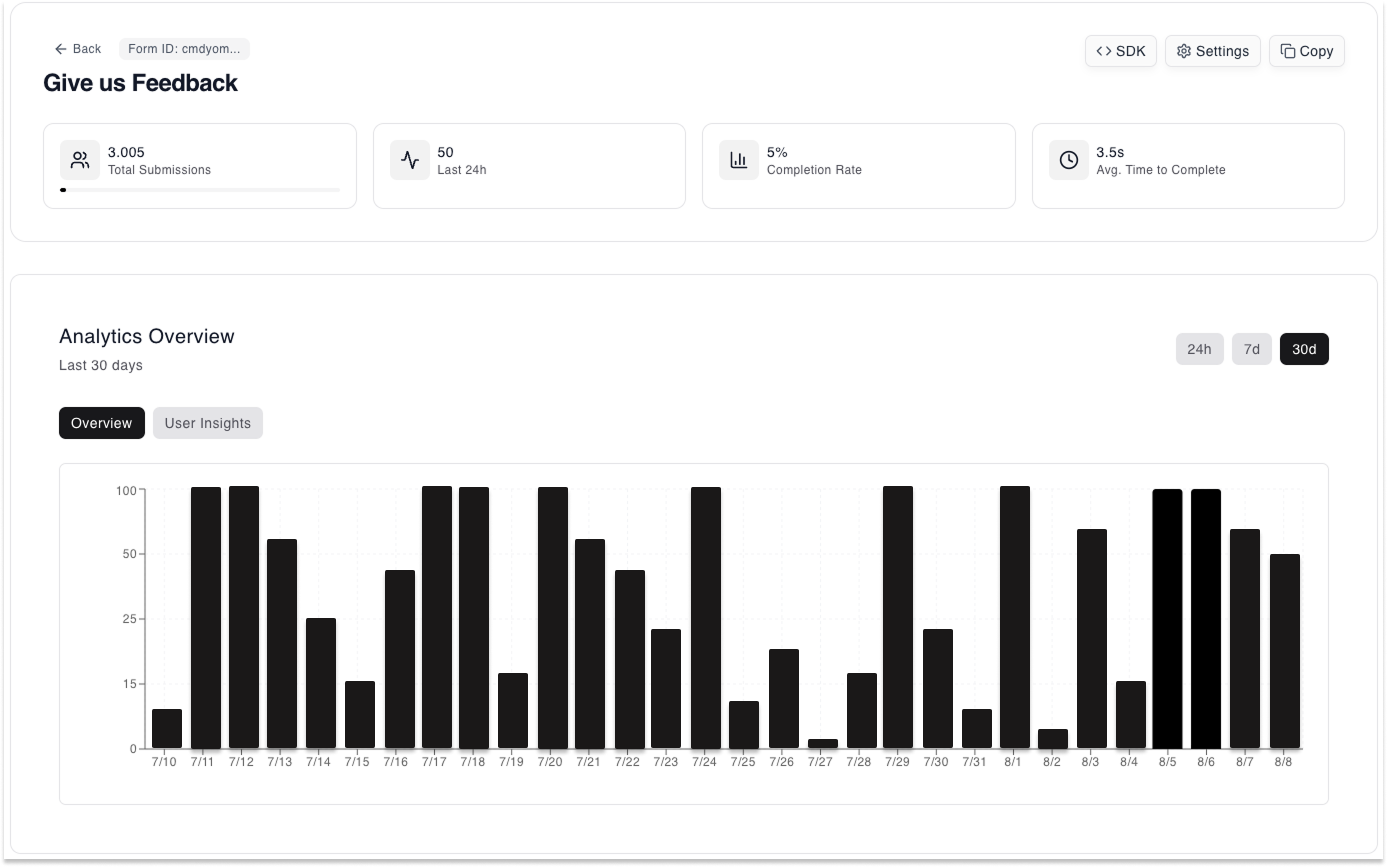 Back
Form ID: cmdyom...
SDK
Settings
Copy
Give us Feedback
3.005
Total Submissions
50
Last 24h
5%
Completion Rate
3.5s
Avg. Time to Complete
Analytics Overview
Last 30 days
24h
7d
30d
Overview
User Insights
100
50
25
15
0
7/10 7/11 7/12 7/13 7/14 7/15 7/16 7/17 7/18 7/19 7/20 7/21 7/22 7/23 7/24 7/25 7/26 7/27 7/28 7/29 7/30 7/31 8/1 8/2 8/3 8/4 8/5 8/6 8/7 8/8